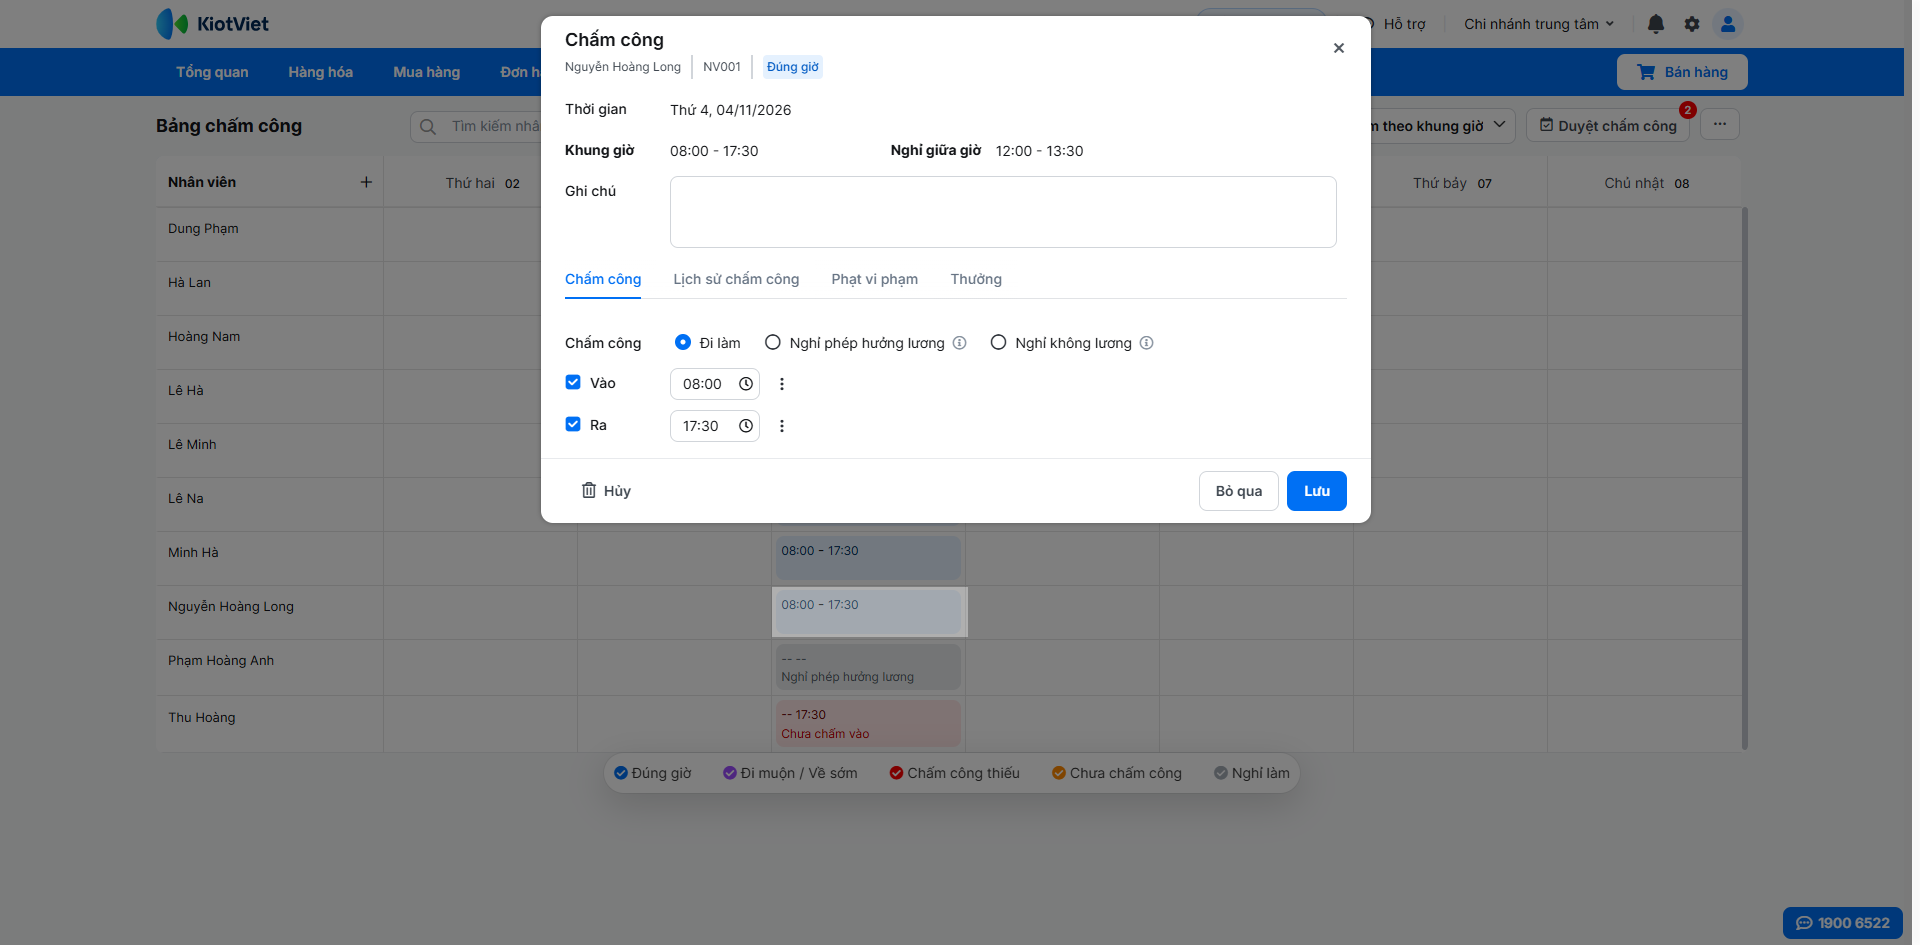 KiotViet
Hỗ trợ
Chi nhánh trung tâm
Tổng quan
Hàng hóa
Mua hàng
Đơn h
Bán hàng
Bảng chấm công
Tìm kiếm nhâ
m theo khung giờ
Duyệt chấm công
2
Nhân viên
Thứ hai 02
Thứ bảy 07
Chủ nhật 08
Dung Phạm
Hà Lan
Hoàng Nam
Lê Hà
Lê Minh
Lê Na
Minh Hà
08:00 - 17:30
Nguyễn Hoàng Long
08:00 - 17:30
Phạm Hoàng Anh
-- --
Nghỉ phép hưởng lương
Thu Hoàng
-- 17:30
Chưa chấm vào
Đúng giờ
Đi muộn / Về sớm
Chấm công thiếu
Chưa chấm công
Nghỉ làm
1900 6522
Chấm công
Nguyễn Hoàng Long
NV001
Đúng giờ
Thời gian
Thứ 4, 04/11/2026
Khung giờ
08:00 - 17:30
Nghỉ giữa giờ
12:00 - 13:30
Ghi chú
Chấm công
Lịch sử chấm công
Phạt vi phạm
Thưởng
Chấm công
Đi làm
Nghỉ phép hưởng lương
Nghỉ không lương
Vào
08:00
Ra
17:30
Hủy
Bỏ qua
Lưu